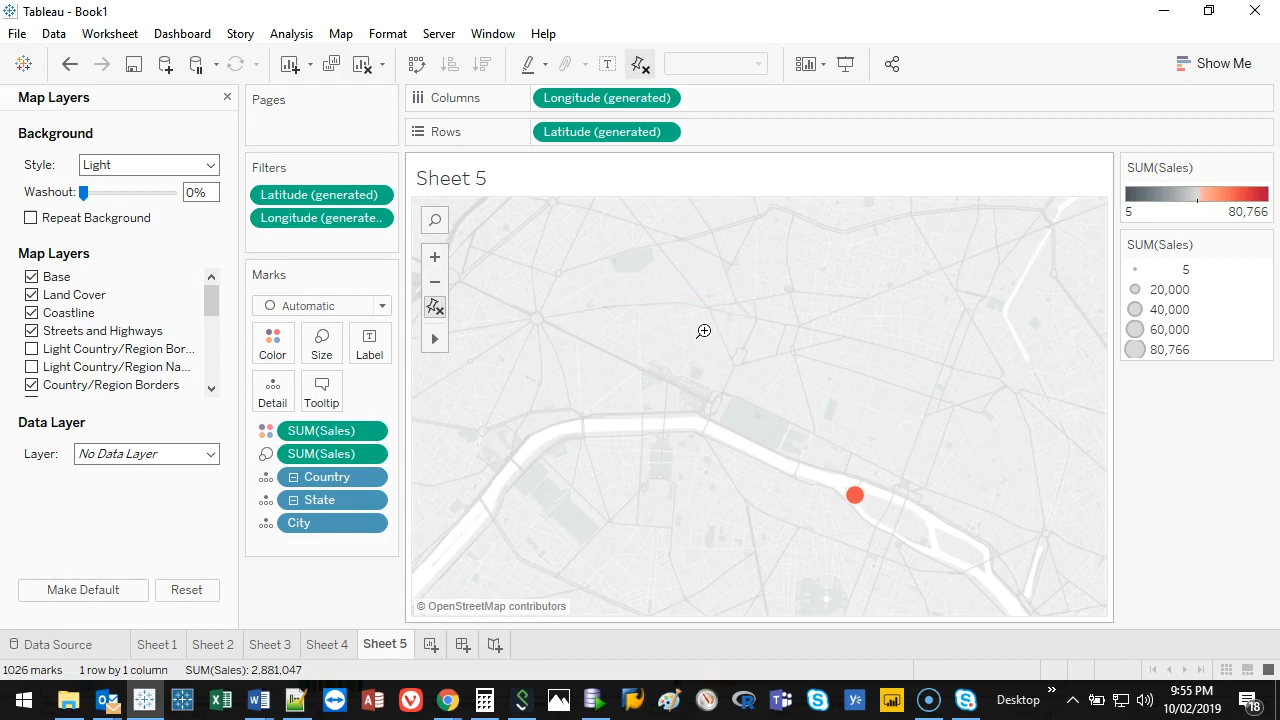 Tableau - Book1
File Data Worksheet Dashboard Story Analysis Map Format Server Window Help
Show Me
Map Layers
Background
Style: Light
Washout: 0%
Repeat Background
Map Layers
Base
Land Cover
Coastline
Streets and Highways
Light Country/Region Bor...
Light Country/Region Na...
Country/Region Borders
Data Layer
Layer: No Data Layer
Make Default Reset
Pages
Filters
Latitude (generated)
Longitude (generate..
Marks
Automatic
Color Size Label
Detail Tooltip
SUM(Sales)
SUM(Sales)
Country
State
City
Columns Longitude (generated)
Rows Latitude (generated)
Sheet 5
© OpenStreetMap contributors
SUM(Sales)
5 80,766
SUM(Sales)
5
20,000
40,000
60,000
80,766
Data Source Sheet 1 Sheet 2 Sheet 3 Sheet 4 Sheet 5
1026 marks 1 row by 1 column SUM(Sales): 2,881,047
Desktop
9:55 PM
10/02/2019
18